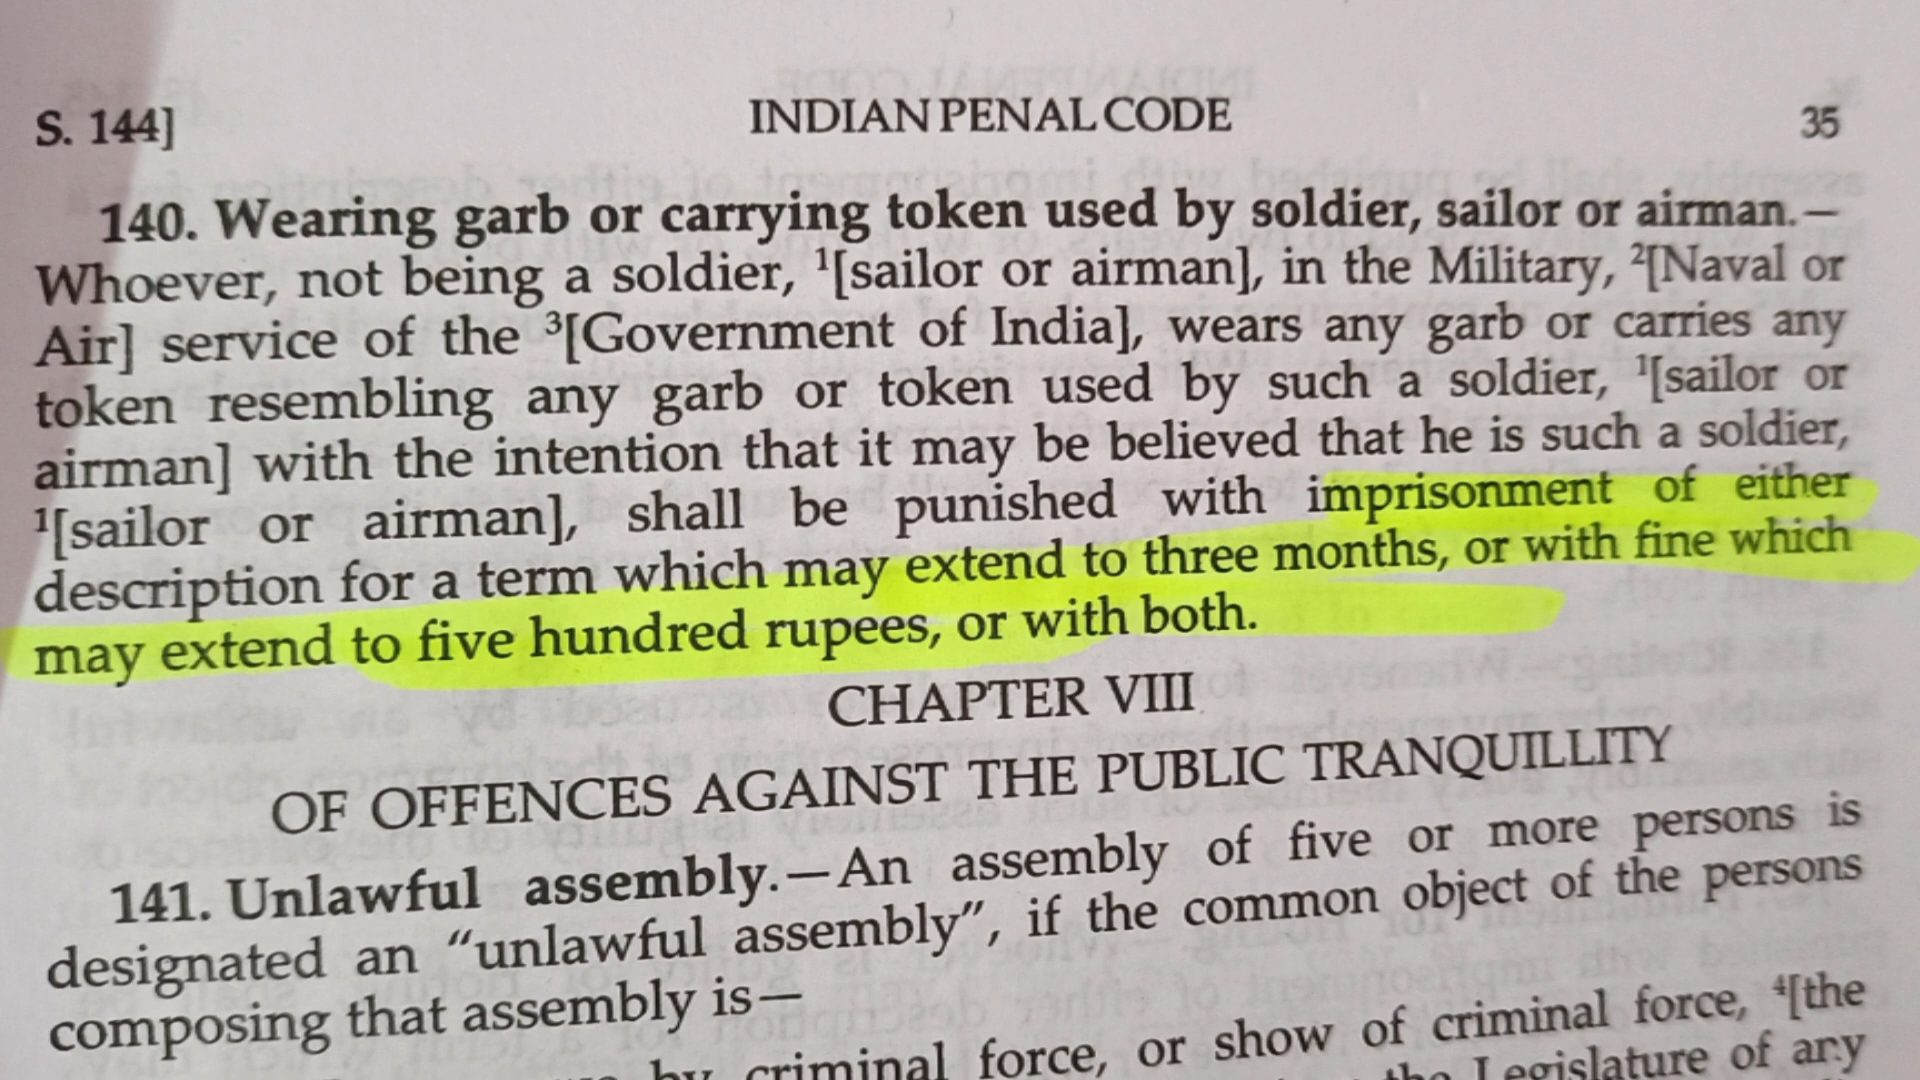 S. 144] INDIAN PENAL CODE 35
140. Wearing garb or carrying token used by soldier, sailor or airman.—
Whoever, not being a soldier, ¹[sailor or airman], in the Military, ²[Naval or
Air] service of the ³[Government of India], wears any garb or carries any
token resembling any garb or token used by such a soldier, ¹[sailor or
airman] with the intention that it may be believed that he is such a soldier,
¹[sailor or airman], shall be punished with imprisonment of either
description for a term which may extend to three months, or with fine which
may extend to five hundred rupees, or with both.
CHAPTER VIII
OF OFFENCES AGAINST THE PUBLIC TRANQUILLITY
141. Unlawful assembly.—An assembly of five or more persons is
designated an “unlawful assembly”, if the common object of the persons
composing that assembly is—
by criminal force, or show of criminal force, ⁴[the
the Legislature of any